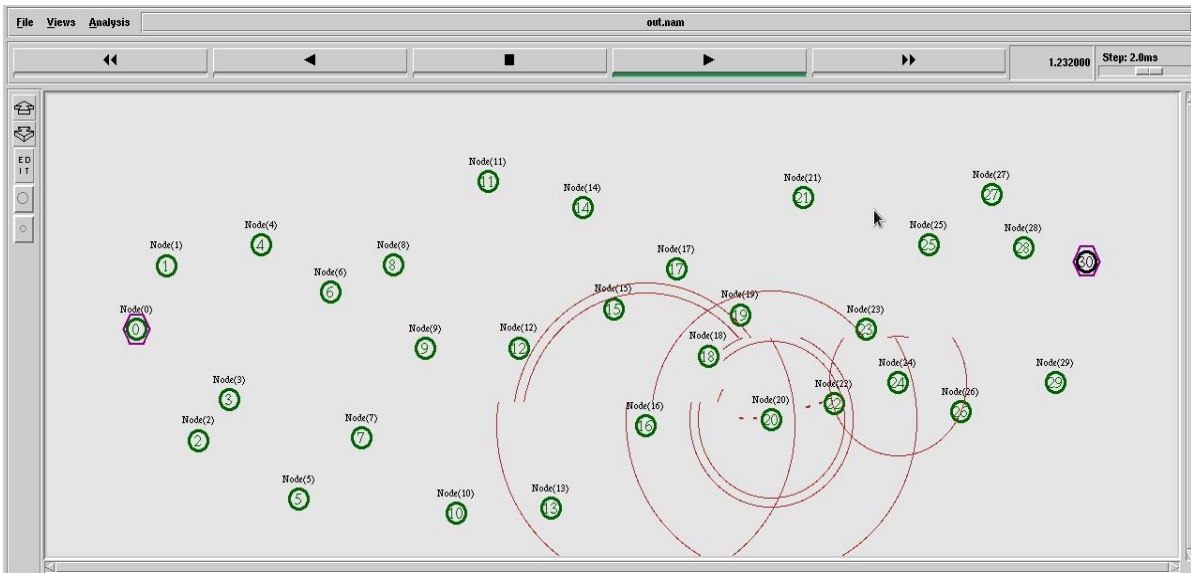 File Views Analysis out.nam
1.232000 Step: 2.0ms
ED
IT
Node(11)
11
Node(14)
14
Node(21)
21
Node(27)
27
Node(4)
4
Node(25)
25
Node(28)
28
Node(1)
1
Node(8)
8
Node(17)
17
30
Node(6)
6
Node(15)
15
Node(19)
19
Node(0)
0
Node(23)
23
Node(9)
9
Node(12)
12
Node(18)
18
Node(24)
24
Node(29)
29
Node(3)
3
Node(22)
22
Node(26)
26
Node(20)
20
Node(16)
16
Node(2)
2
Node(7)
7
Node(5)
5
Node(10)
10
Node(13)
13